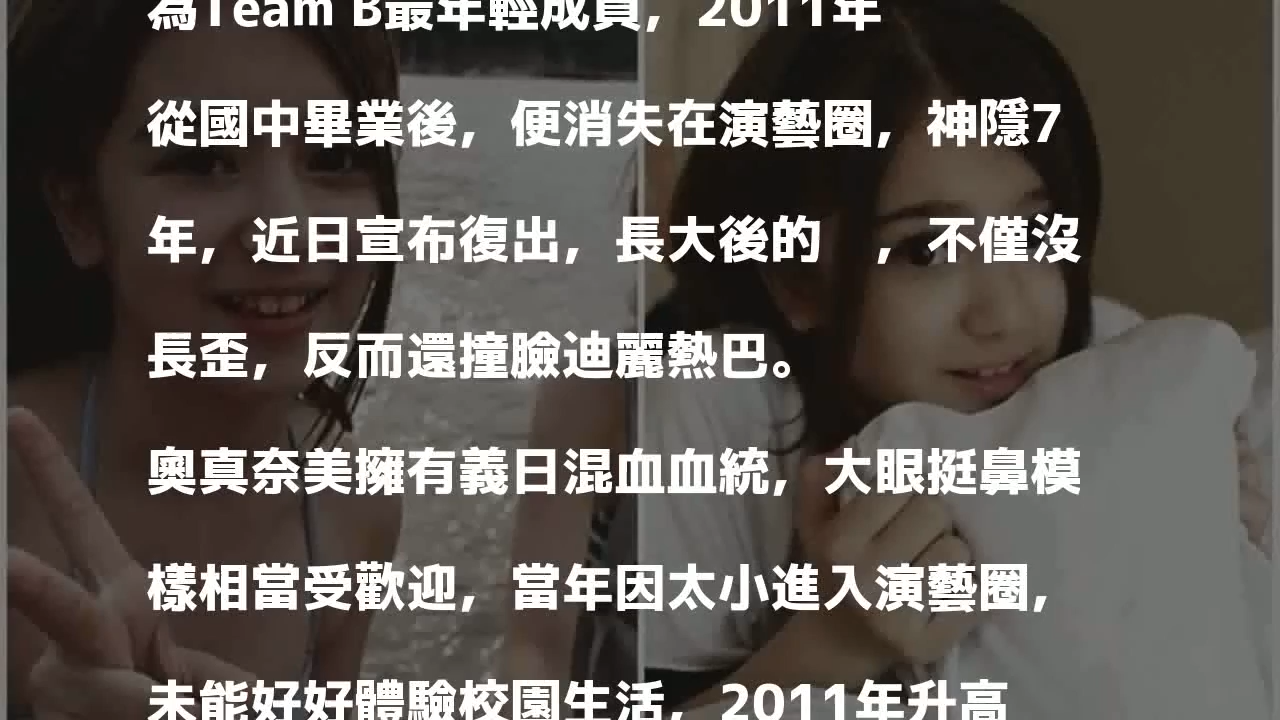 為Team B最年輕成員，2011年
從國中畢業後，便消失在演藝圈，神隱7
年，近日宣布復出，長大後的　，不僅沒
長歪，反而還撞臉迪麗熱巴。
奧真奈美擁有義日混血血統，大眼挺鼻模
樣相當受歡迎，當年因太小進入演藝圈，
未能好好體驗校園生活，2011年升高